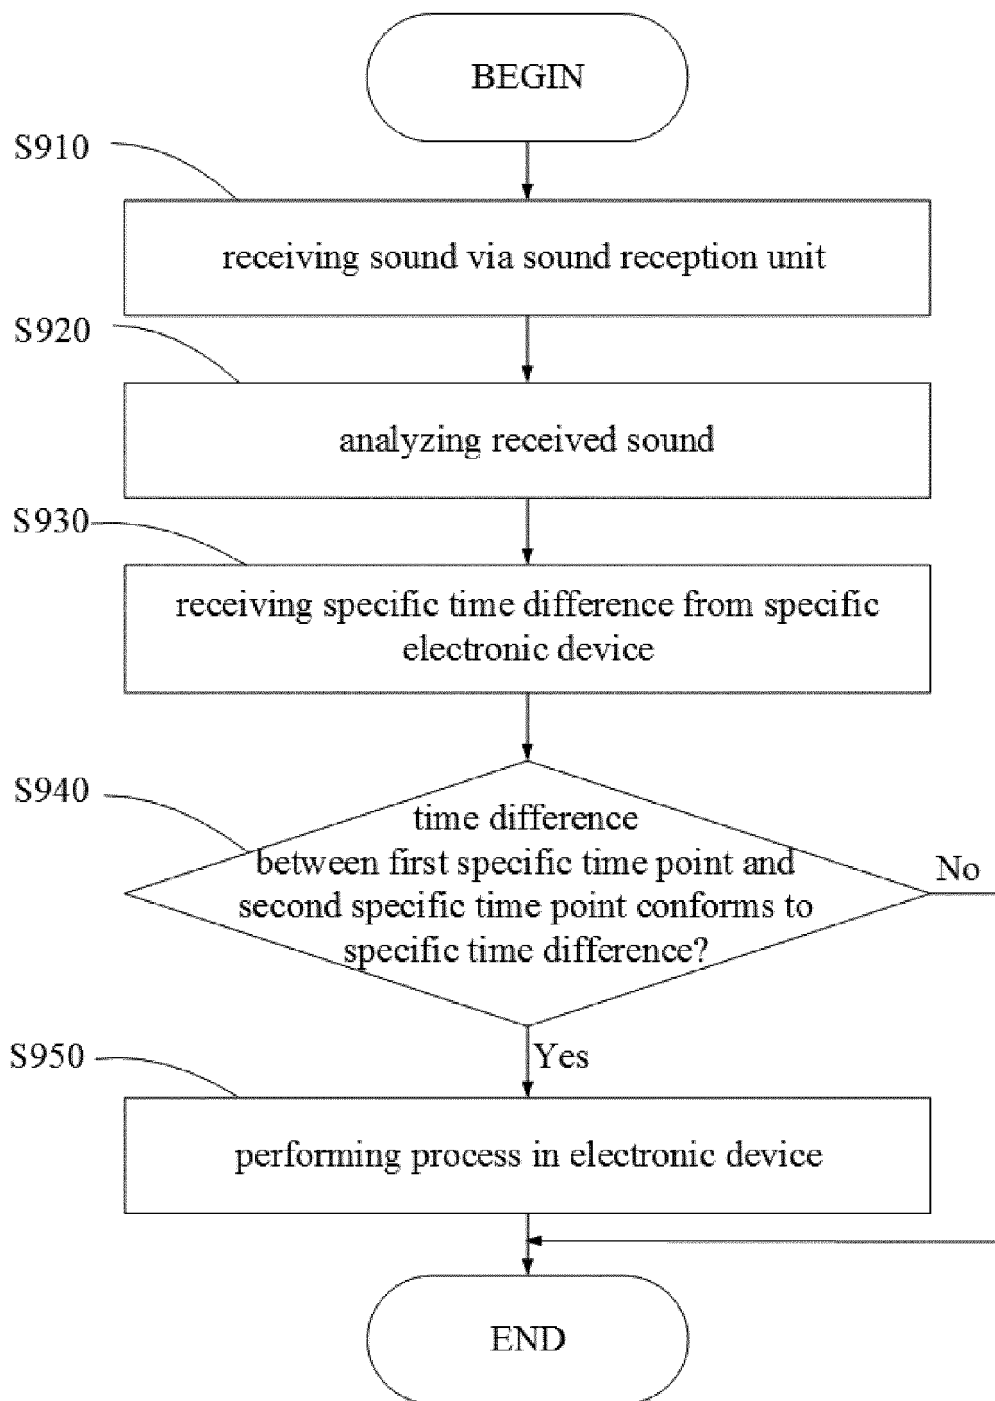 BEGIN
S910
receiving sound via sound reception unit
S920
analyzing received sound
S930
receiving specific time difference from specific
electronic device
S940
time difference
between first specific time point and
second specific time point conforms to
specific time difference?
No
Yes
S950
performing process in electronic device
END